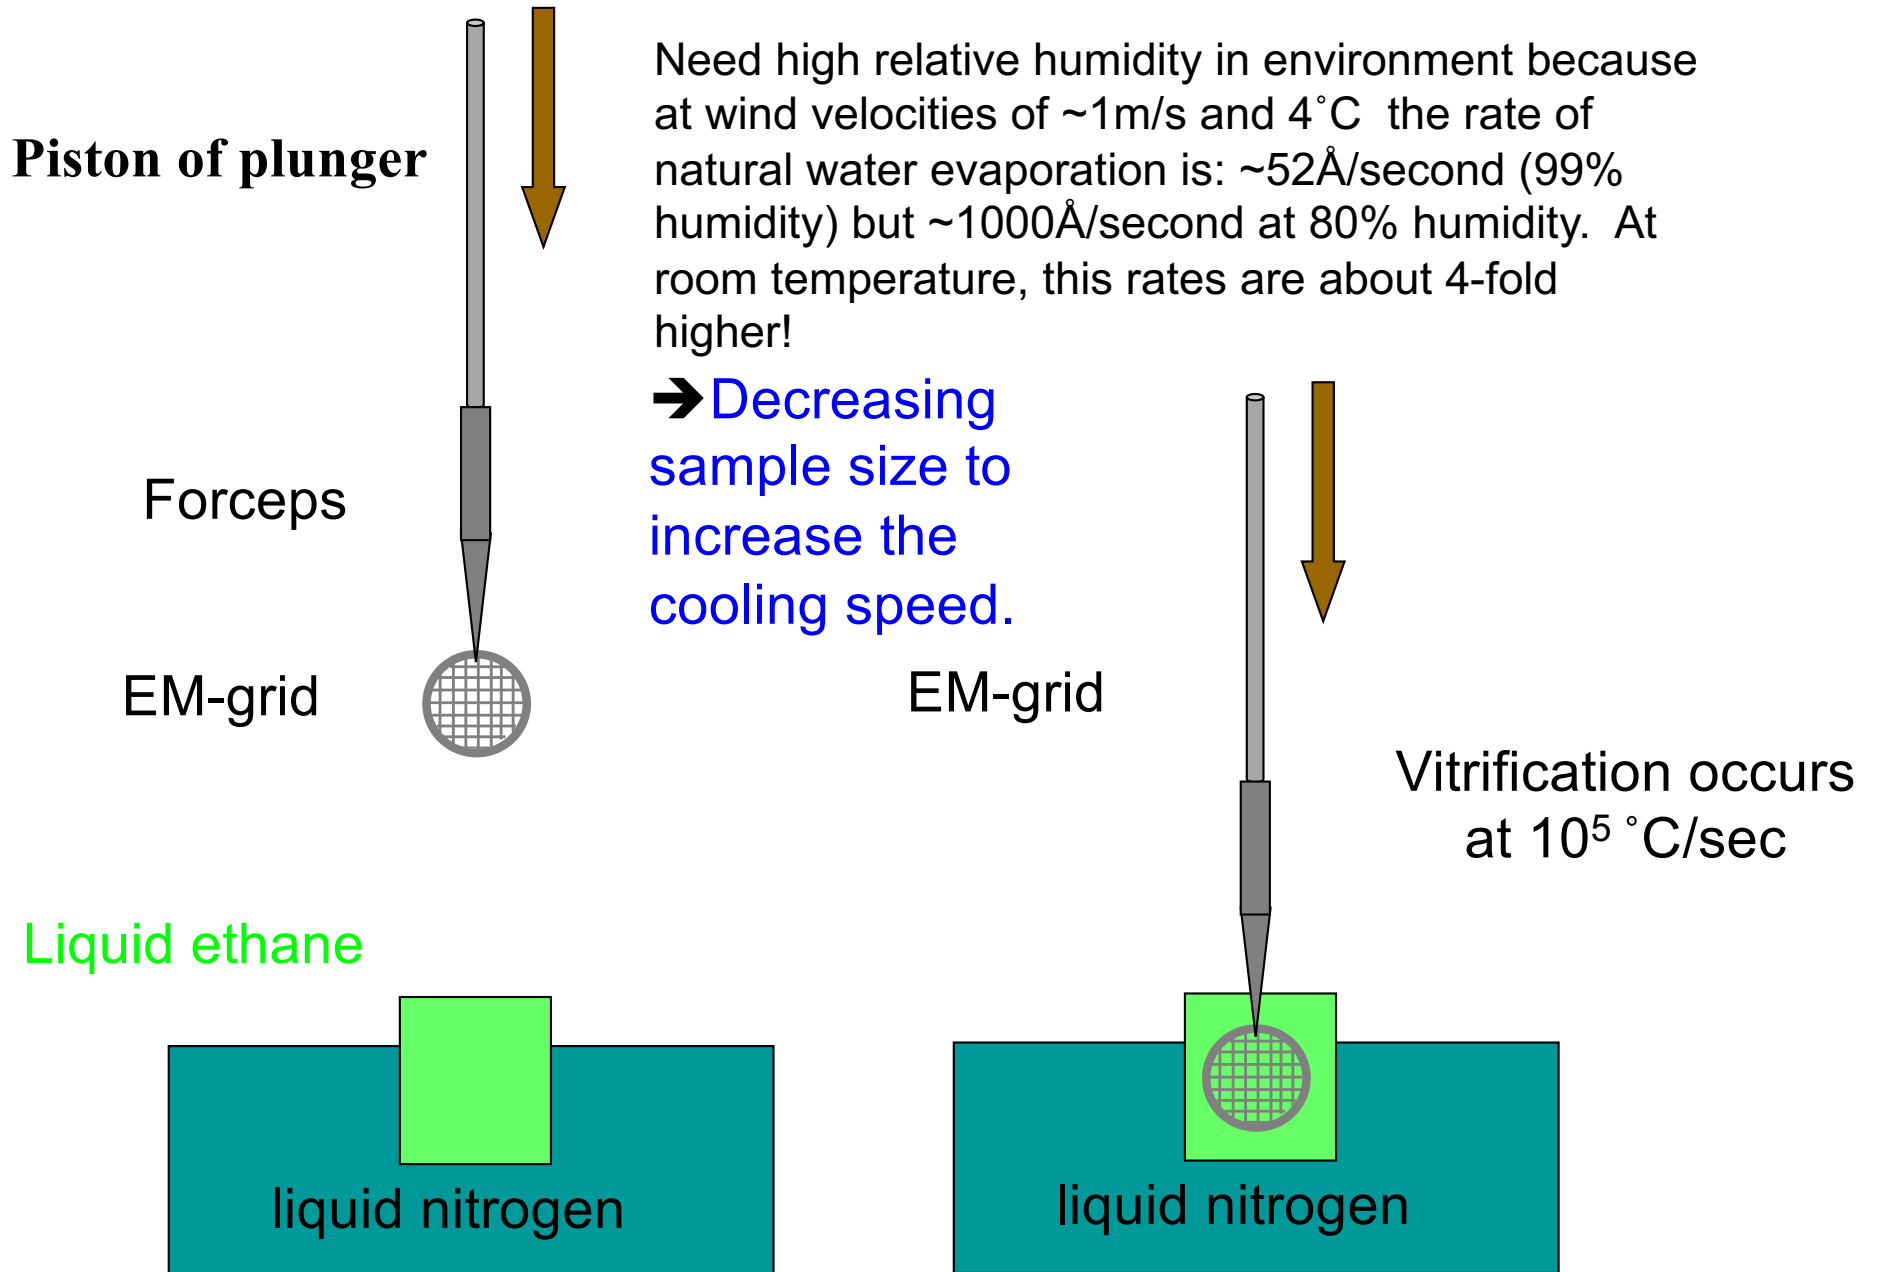 Need high relative humidity in environment because
at wind velocities of ~1m/s and 4˚C  the rate of
natural water evaporation is: ~52Å/second (99%
humidity) but ~1000Å/second at 80% humidity.  At
room temperature, this rates are about 4-fold
higher!
Piston of plunger
➔Decreasing
sample size to
increase the
cooling speed.
Forceps
EM-grid
EM-grid
Vitrification occurs
at 10⁵ ˚C/sec
Liquid ethane
liquid nitrogen
liquid nitrogen